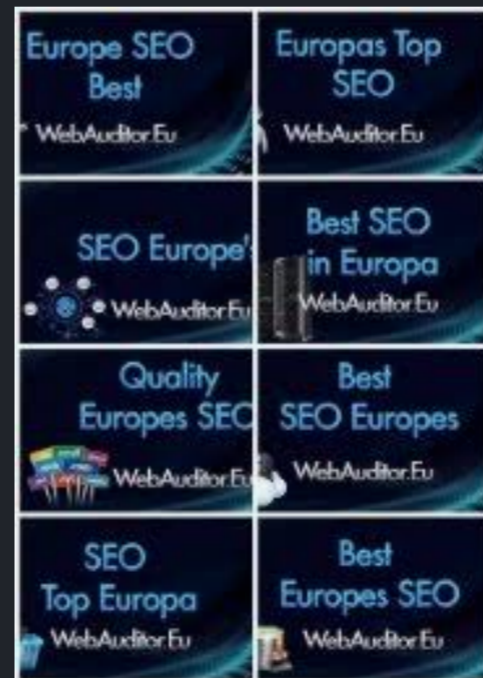 Europe SEO
Best
WebAuditor.Eu
Europas Top
SEO
WebAuditor.Eu
SEO Europe's
WebAuditor.Eu
Best SEO
in Europa
WebAuditor.Eu
Quality
Europes SEO
WebAuditor.Eu
Best
SEO Europes
WebAuditor.Eu
SEO
Top Europa
WebAuditor.Eu
Best
Europes SEO
WebAuditor.Eu